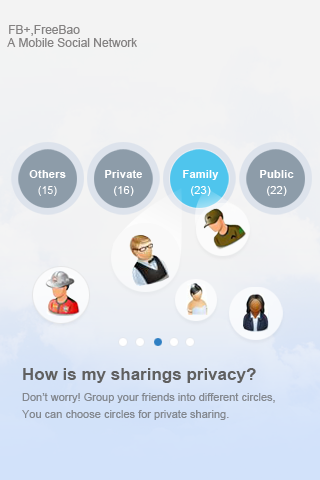 FB+,FreeBao
A Mobile Social Network
Others Private Family Public
(15) (16) (23) (22)
How is my sharings privacy?
Don't worry! Group your friends into different circles,
You can choose circles for private sharing.